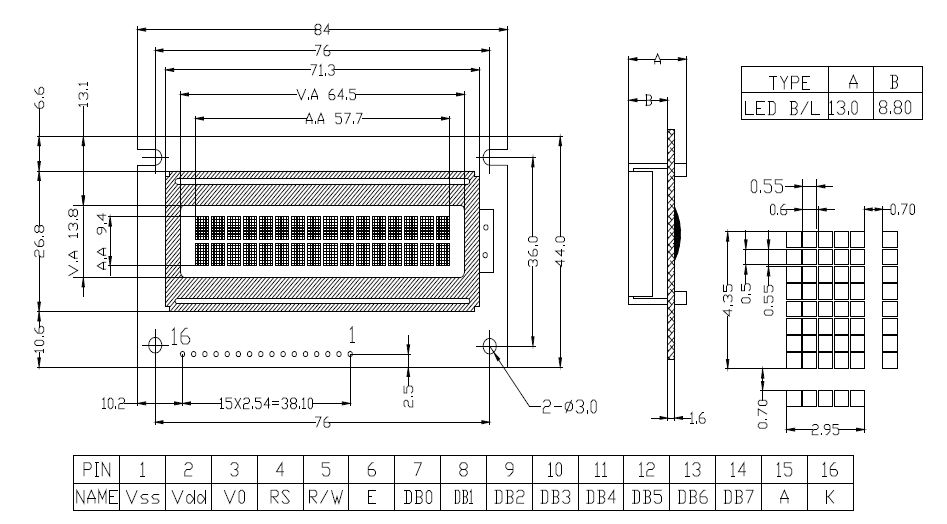 84
76
71.3
V.A 64.5
A.A 57.7
6.6
13.1
26.8
V.A 13.8
A.A 9.4
10.6
36.0
44.0
16
1
10.2
15X2.54=38.10
2.5
76
2-Ø3.0
A
B
1.6
TYPE A B
LED B/L 13.0 8.80
0.55
0.6
0.70
4.35
0.5
0.55
0.70
2.95
PIN 1 2 3 4 5 6 7 8 9 10 11 12 13 14 15 16
NAME Vss Vdd V0 RS R/W E DB0 DB1 DB2 DB3 DB4 DB5 DB6 DB7 A K